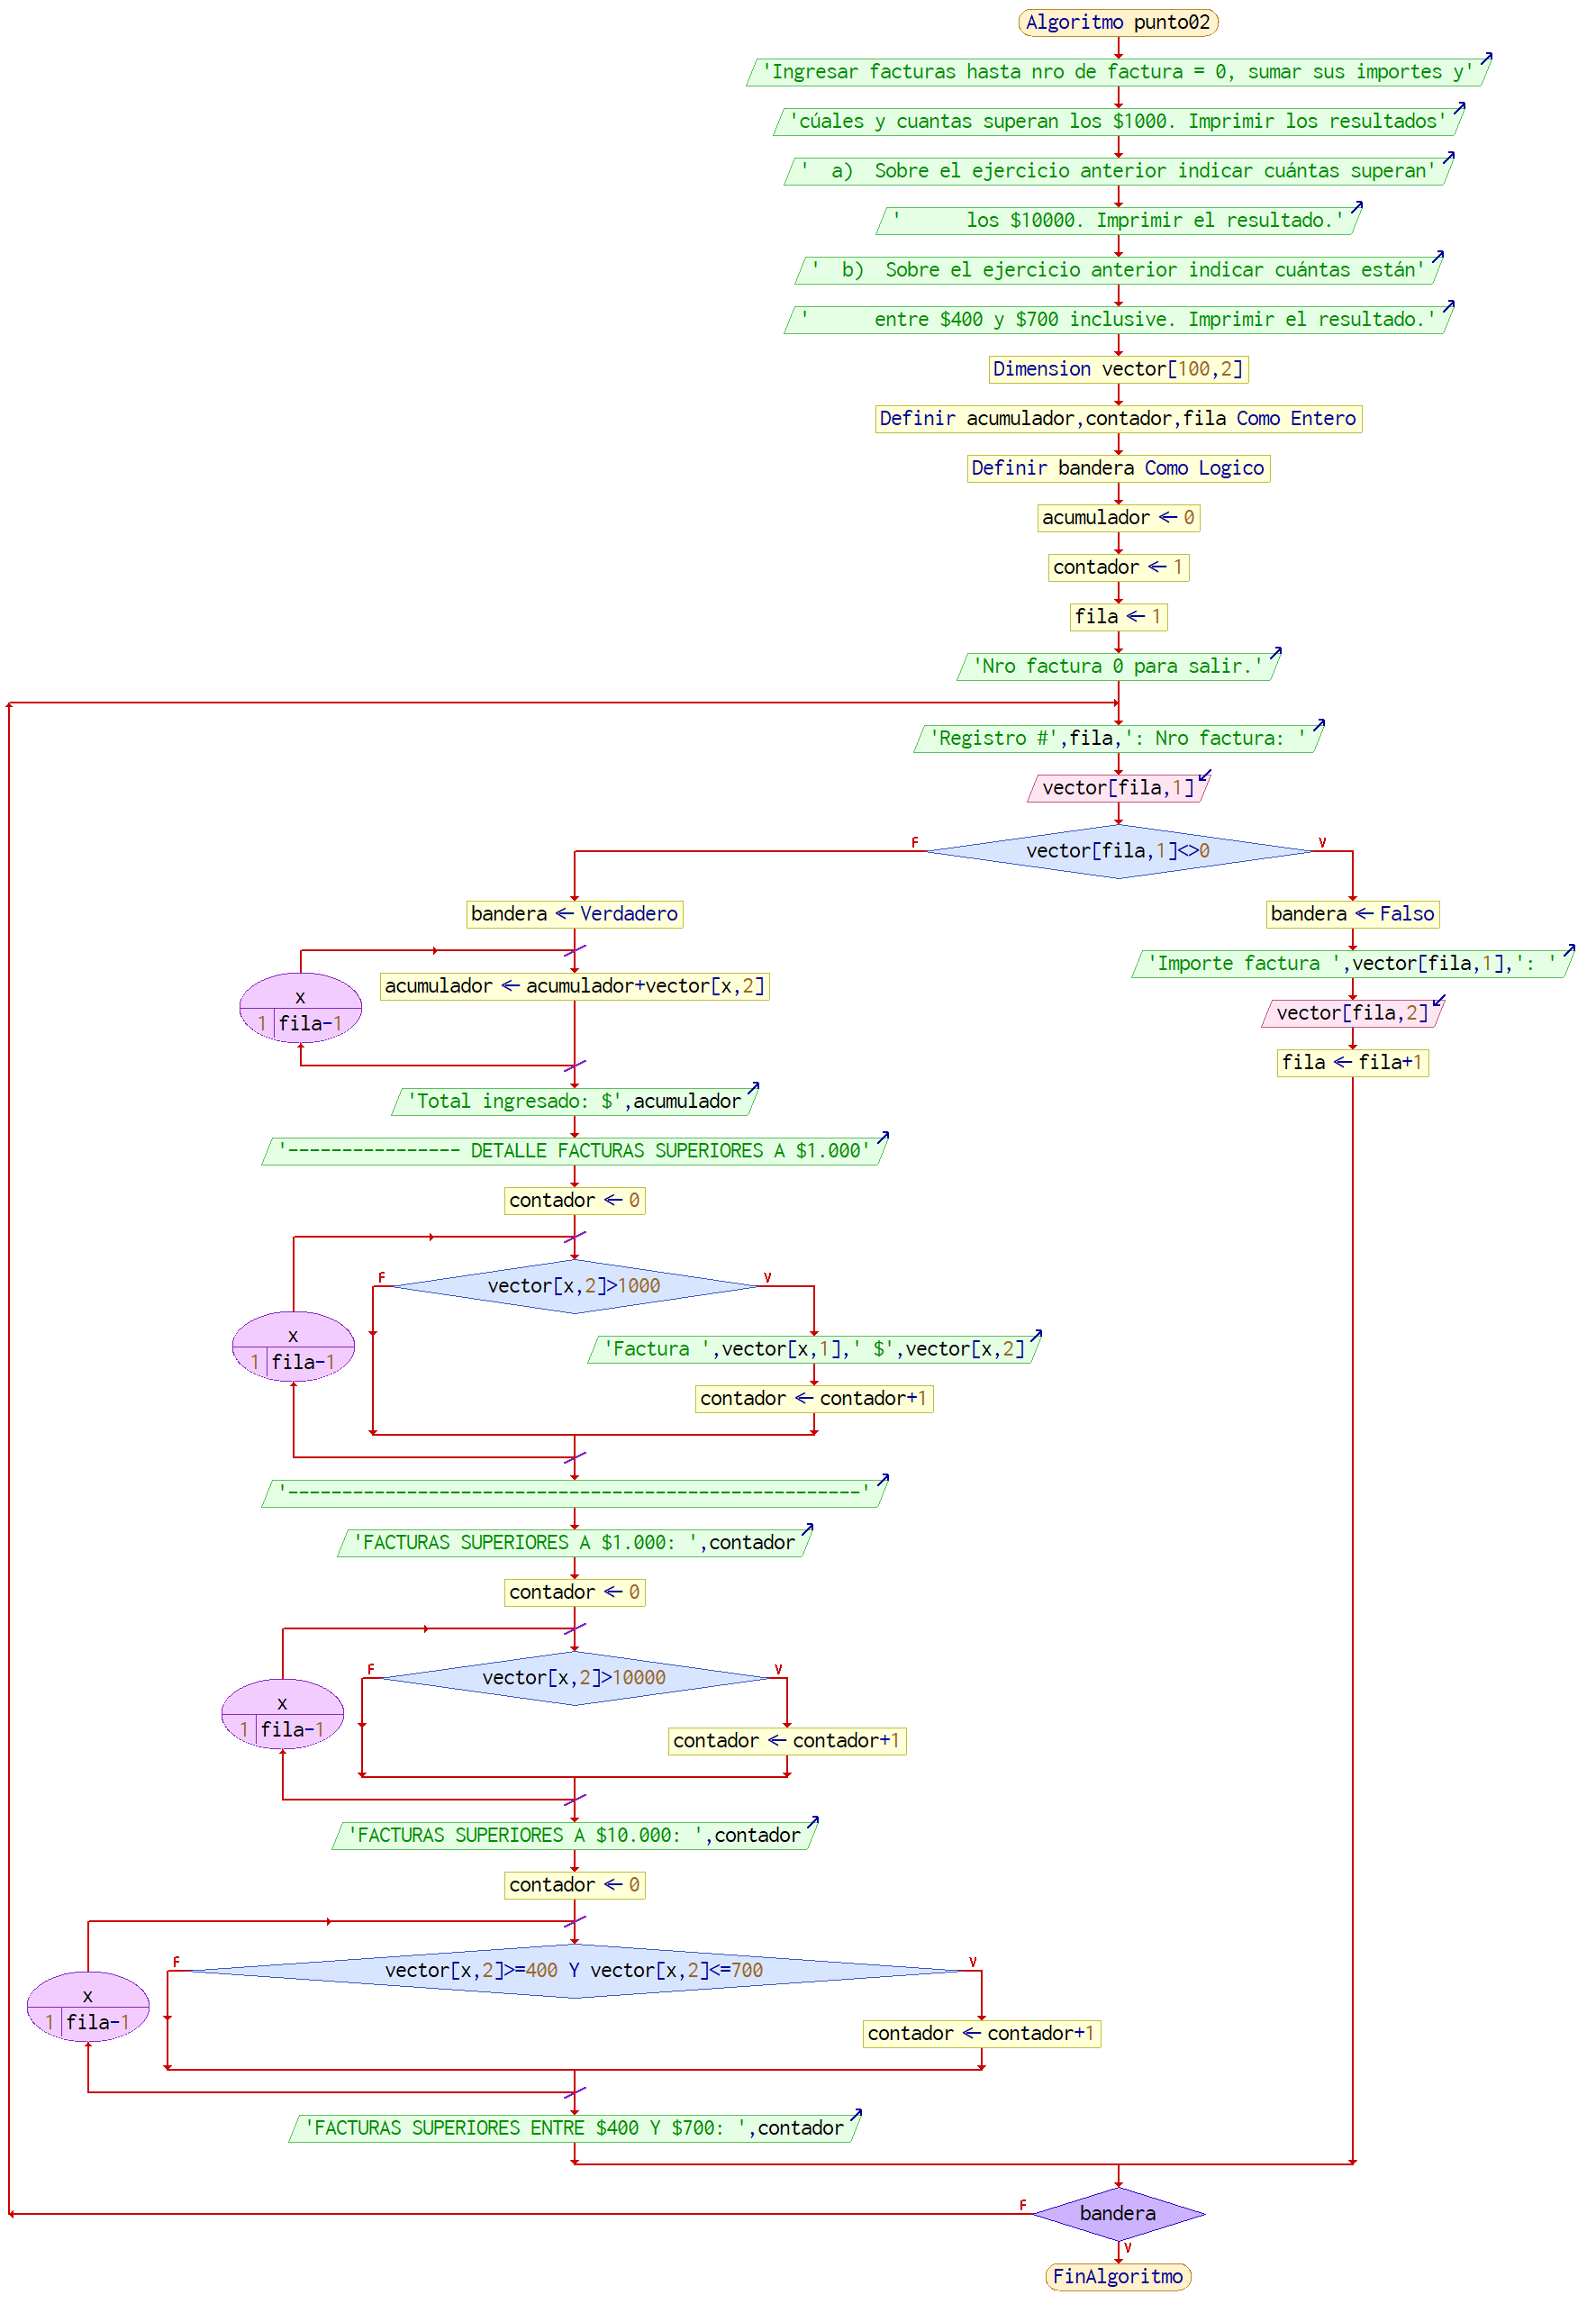 Algoritmo punto02
'Ingresar facturas hasta nro de factura = 0, sumar sus importes y'
'cúales y cuantas superan los $1000. Imprimir los resultados'
'  a)  Sobre el ejercicio anterior indicar cuántas superan'
'      los $10000. Imprimir el resultado.'
'  b)  Sobre el ejercicio anterior indicar cuántas están'
'      entre $400 y $700 inclusive. Imprimir el resultado.'
Dimension vector[100,2]
Definir acumulador,contador,fila Como Entero
Definir bandera Como Logico
acumulador ← 0
contador ← 1
fila ← 1
'Nro factura 0 para salir.'
'Registro #',fila,': Nro factura: '
vector[fila,1]
F
vector[fila,1]<>0
V
bandera ← Verdadero
x
1 fila-1
acumulador ← acumulador+vector[x,2]
'Total ingresado: $',acumulador
'---------------- DETALLE FACTURAS SUPERIORES A $1.000'
contador ← 0
x
1 fila-1
F
vector[x,2]>1000
V
'Factura ',vector[x,1],' $',vector[x,2]
contador ← contador+1
'-----------------------------------------------------'
'FACTURAS SUPERIORES A $1.000: ',contador
contador ← 0
x
1 fila-1
F
vector[x,2]>10000
V
contador ← contador+1
'FACTURAS SUPERIORES A $10.000: ',contador
contador ← 0
x
1 fila-1
F
vector[x,2]>=400 Y vector[x,2]<=700
V
contador ← contador+1
'FACTURAS SUPERIORES ENTRE $400 Y $700: ',contador
bandera ← Falso
'Importe factura ',vector[fila,1],': '
vector[fila,2]
fila ← fila+1
F
bandera
V
FinAlgoritmo